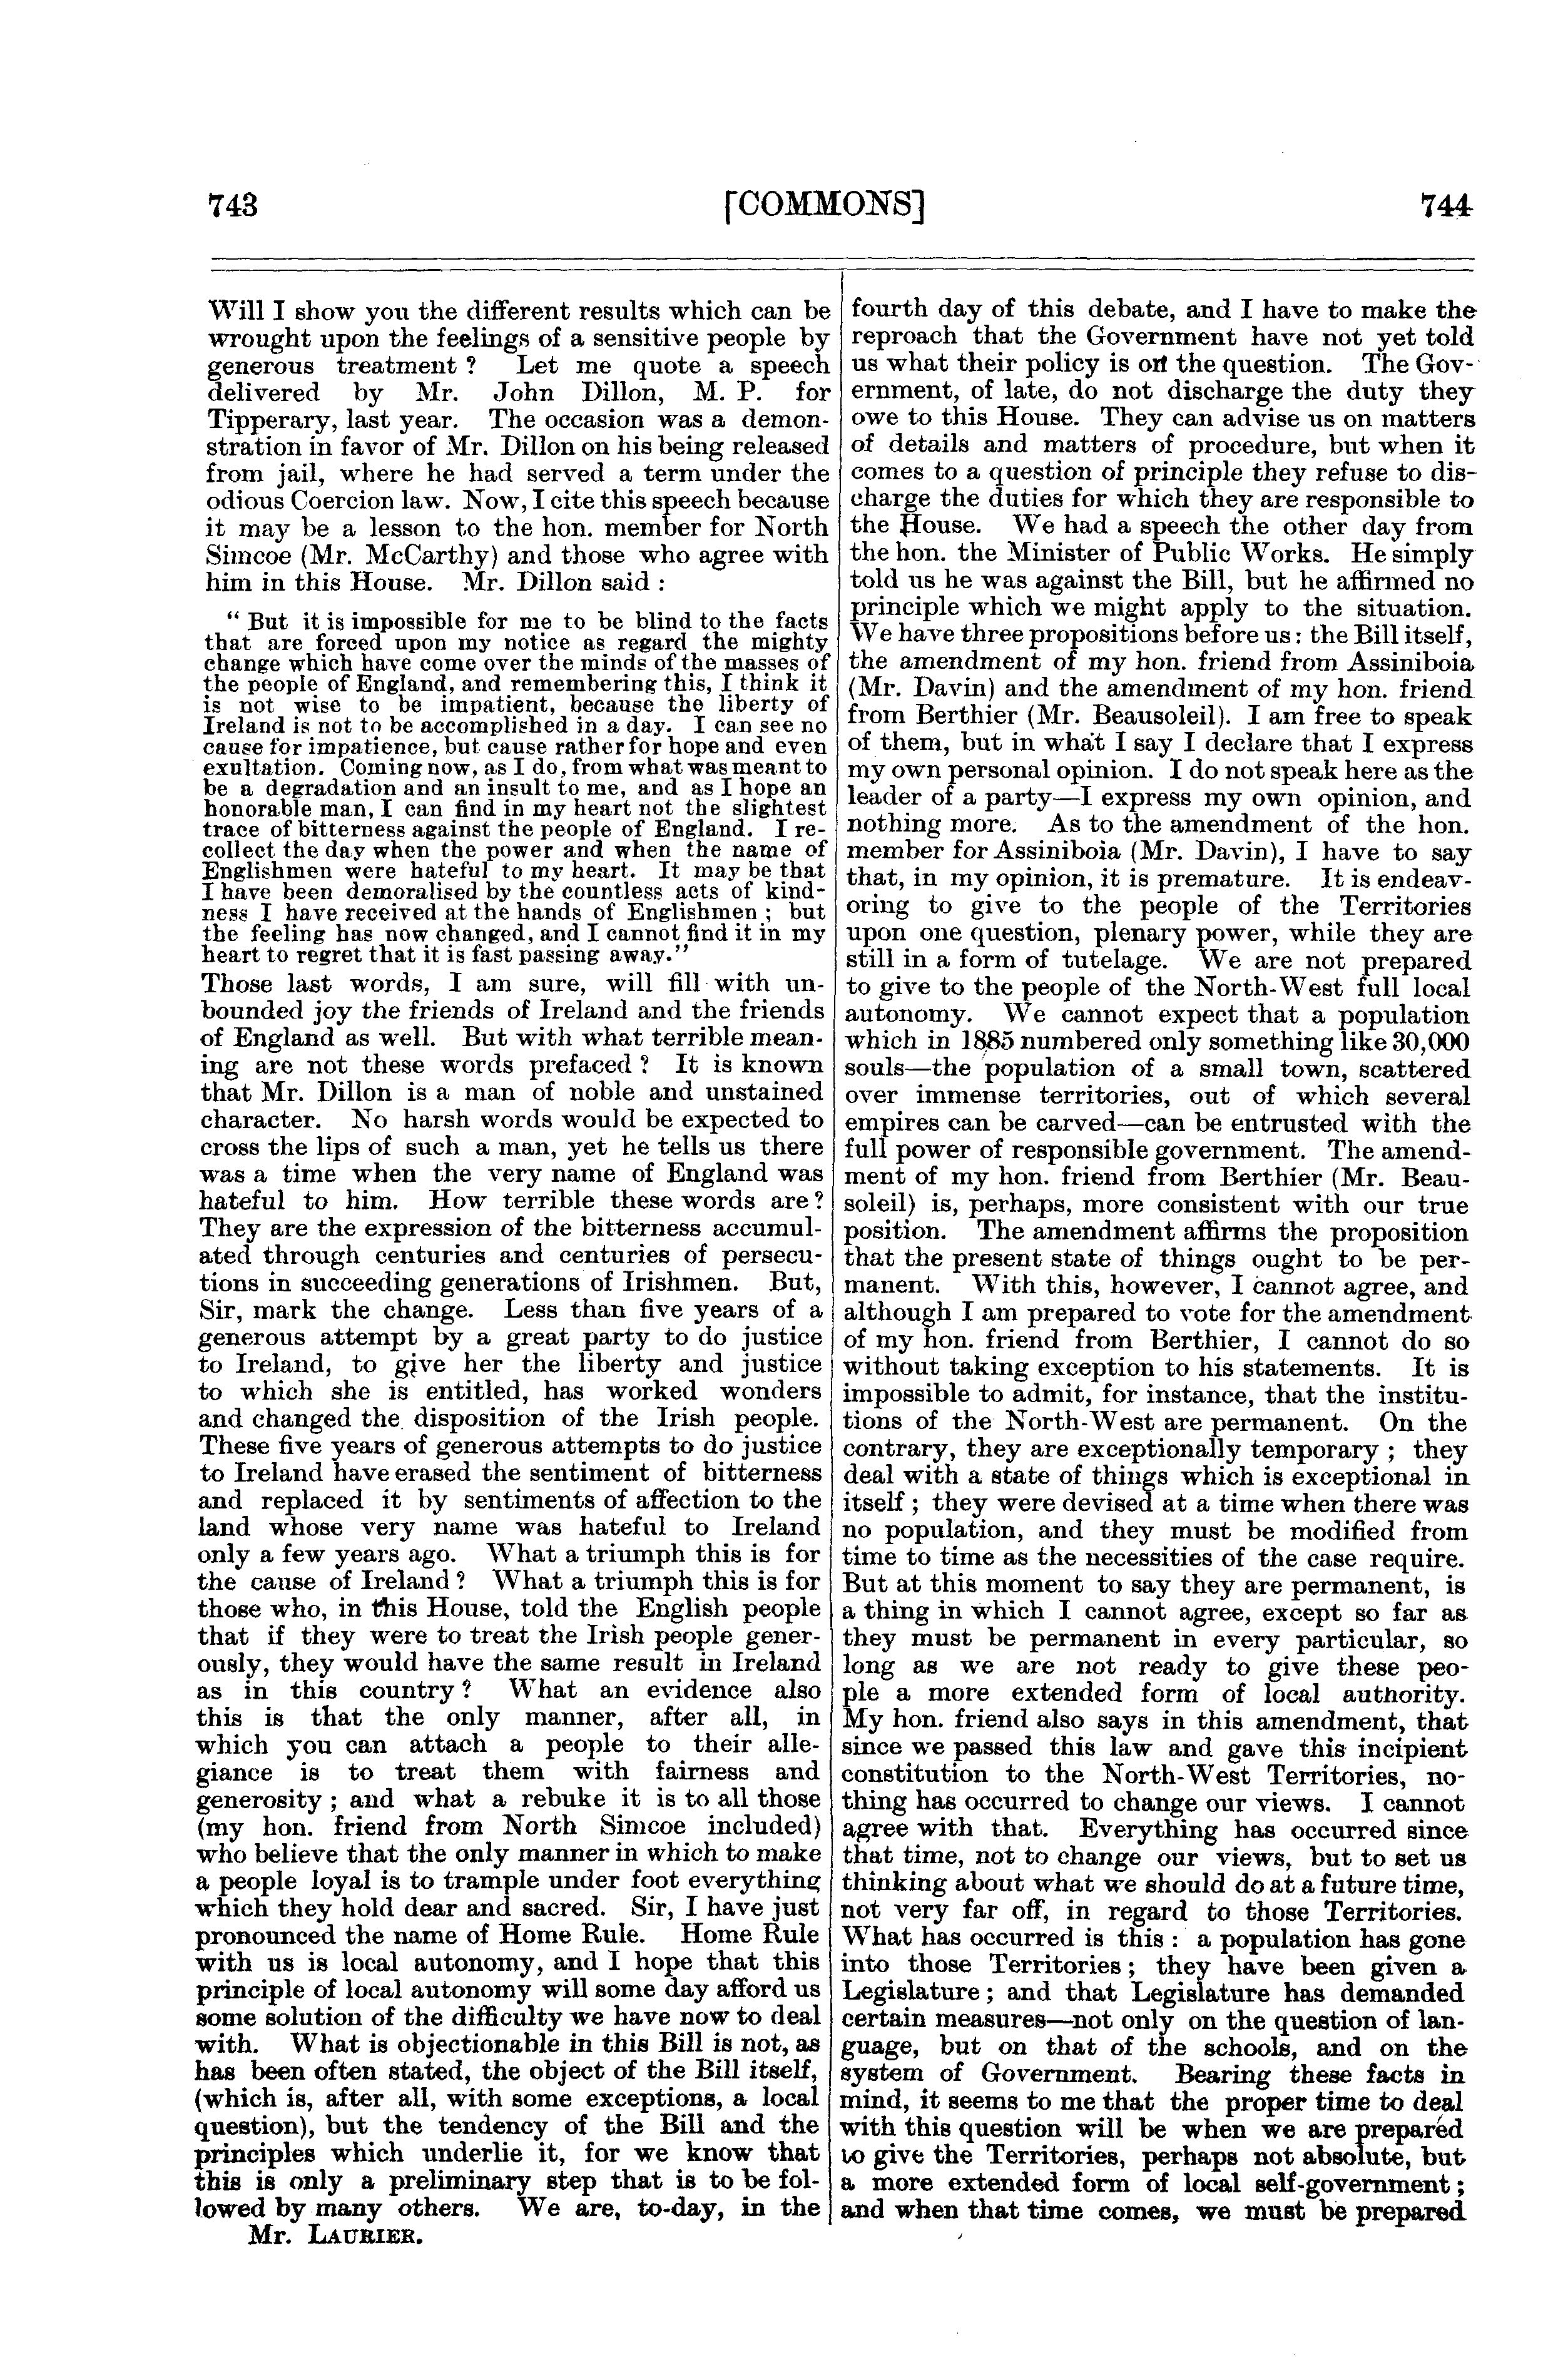 743
[COMMONS]
744
Will I show you the different results which can be
wrought upon the feelings of a sensitive people by
generous treatment ? Let me quote a speech
delivered by Mr. John Dillon, M. P. for
Tipperary, last year. The occasion was a demon-
stration in favor of Mr. Dillon on his being released
from jail, where he had served a term under the
odious Coercion law. Now, I cite this speech because
it may be a lesson to the hon. member for North
Simcoe (Mr. McCarthy) and those who agree with
him in this House. Mr. Dillon said :
“ But it is impossible for me to be blind to the facts
that are forced upon my notice as regard the mighty
change which have come over the minds of the masses of
the people of England, and remembering this, I think it
is not wise to be impatient, because the liberty of
Ireland is not to be accomplished in a day. I can see no
cause for impatience, but cause rather for hope and even
exultation. Coming now, as I do, from what was meant to
be a degradation and an insult to me, and as I hope an
honorable man, I can find in my heart not the slightest
trace of bitterness against the people of England. I re-
collect the day when the power and when the name of
Englishmen were hateful to my heart. It may be that
I have been demoralised by the countless acts of kind-
ness I have received at the hands of Englishmen ; but
the feeling has now changed, and I cannot find it in my
heart to regret that it is fast passing away.”
Those last words, I am sure, will fill with un-
bounded joy the friends of Ireland and the friends
of England as well. But with what terrible mean-
ing are not these words prefaced ? It is known
that Mr. Dillon is a man of noble and unstained
character. No harsh words would be expected to
cross the lips of such a man, yet he tells us there
was a time when the very name of England was
hateful to him. How terrible these words are ?
They are the expression of the bitterness accumul-
ated through centuries and centuries of persecu-
tions in succeeding generations of Irishmen. But,
Sir, mark the change. Less than five years of a
generous attempt by a great party to do justice
to Ireland, to give her the liberty and justice
to which she is entitled, has worked wonders
and changed the disposition of the Irish people.
These five years of generous attempts to do justice
to Ireland have erased the sentiment of bitterness
and replaced it by sentiments of affection to the
land whose very name was hateful to Ireland
only a few years ago. What a triumph this is for
the cause of Ireland ? What a triumph this is for
those who, in this House, told the English people
that if they were to treat the Irish people gener-
ously, they would have the same result in Ireland
as in this country ? What an evidence also
this is that the only manner, after all, in
which you can attach a people to their alle-
giance is to treat them with fairness and
generosity ; and what a rebuke it is to all those
(my hon. friend from North Simcoe included)
who believe that the only manner in which to make
a people loyal is to trample under foot everything
which they hold dear and sacred. Sir, I have just
pronounced the name of Home Rule. Home Rule
with us is local autonomy, and I hope that this
principle of local autonomy will some day afford us
some solution of the difficulty we have now to deal
with. What is objectionable in this Bill is not, as
has been often stated, the object of the Bill itself,
(which is, after all, with some exceptions, a local
question), but the tendency of the Bill and the
principles which underlie it, for we know that
this is only a preliminary step that is to be fol-
lowed by many others. We are, to-day, in the
Mr. LAURIER.
fourth day of this debate, and I have to make the
reproach that the Government have not yet told
us what their policy is on the question. The Gov-
ernment, of late, do not discharge the duty they
owe to this House. They can advise us on matters
of details and matters of procedure, but when it
comes to a question of principle they refuse to dis-
charge the duties for which they are responsible to
the House. We had a speech the other day from
the hon. the Minister of Public Works. He simply
told us he was against the Bill, but he affirmed no
principle which we might apply to the situation.
We have three propositions before us : the Bill itself,
the amendment of my hon. friend from Assiniboia
(Mr. Davin) and the amendment of my hon. friend
from Berthier (Mr. Beausoleil). I am free to speak
of them, but in what I say I declare that I express
my own personal opinion. I do not speak here as the
leader of a party—I express my own opinion, and
nothing more. As to the amendment of the hon.
member for Assiniboia (Mr. Davin), I have to say
that, in my opinion, it is premature. It is endeav-
oring to give to the people of the Territories
upon one question, plenary power, while they are
still in a form of tutelage. We are not prepared
to give to the people of the North-West full local
autonomy. We cannot expect that a population
which in 1885 numbered only something like 30,000
souls—the population of a small town, scattered
over immense territories, out of which several
empires can be carved—can be entrusted with the
full power of responsible government. The amend-
ment of my hon. friend from Berthier (Mr. Beau-
soleil) is, perhaps, more consistent with our true
position. The amendment affirms the proposition
that the present state of things ought to be per-
manent. With this, however, I cannot agree, and
although I am prepared to vote for the amendment
of my hon. friend from Berthier, I cannot do so
without taking exception to his statements. It is
impossible to admit, for instance, that the institu-
tions of the North-West are permanent. On the
contrary, they are exceptionally temporary ; they
deal with a state of things which is exceptional in
itself ; they were devised at a time when there was
no population, and they must be modified from
time to time as the necessities of the case require.
But at this moment to say they are permanent, is
a thing in which I cannot agree, except so far as
they must be permanent in every particular, so
long as we are not ready to give these peo-
ple a more extended form of local authority.
My hon. friend also says in this amendment, that
since we passed this law and gave this incipient
constitution to the North-West Territories, no-
thing has occurred to change our views. I cannot
agree with that. Everything has occurred since
that time, not to change our views, but to set us
thinking about what we should do at a future time,
not very far off, in regard to those Territories.
What has occurred is this : a population has gone
into those Territories ; they have been given a
Legislature ; and that Legislature has demanded
certain measures—not only on the question of lan-
guage, but on that of the schools, and on the
system of Government. Bearing these facts in
mind, it seems to me that the proper time to deal
with this question will be when we are prepared
to give the Territories, perhaps not absolute, but
a more extended form of local self-government ;
and when that time comes, we must be prepared